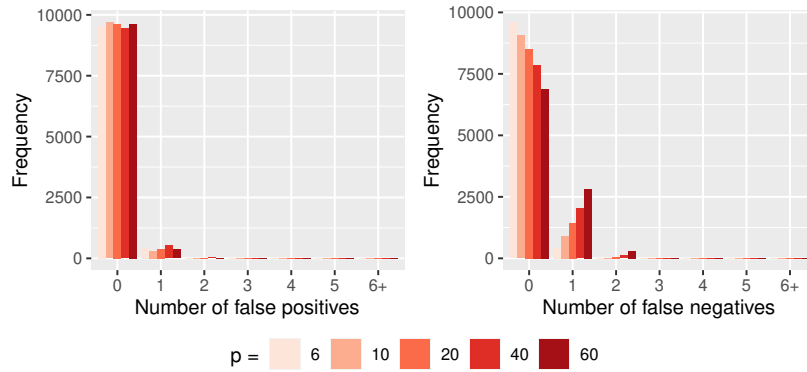 10000
7500
5000
2500
0
Frequency
0 1 2 3 4 5 6+
Number of false positives
10000
7500
5000
2500
0
Frequency
0 1 2 3 4 5 6+
Number of false negatives
p = 6 10 20 40 60